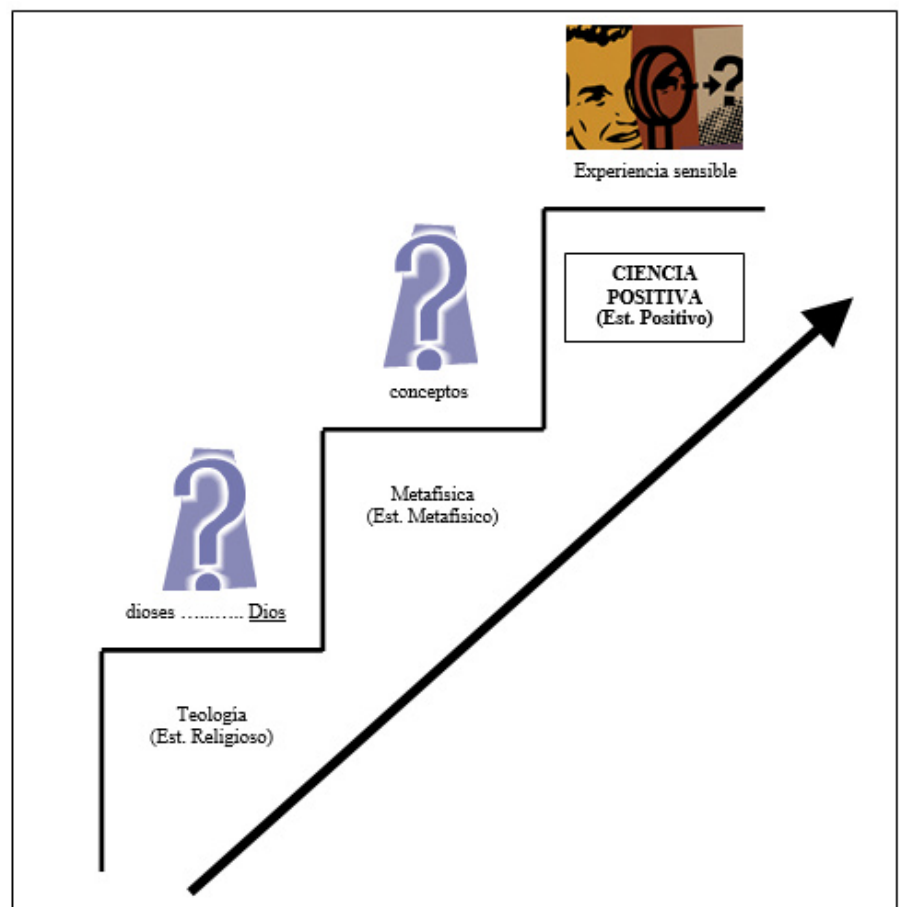 Experiencia sensible
CIENCIA
POSITIVA
(Est. Positivo)
conceptos
Metafísica
(Est. Metafísico)
dioses …...….. Dios
Teología
(Est. Religioso)